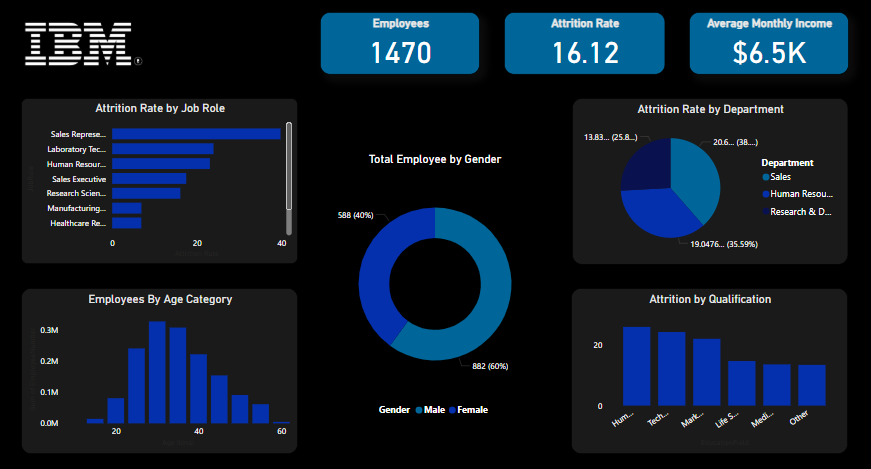 IBM
Employees
1470
Attrition Rate
16.12
Average Monthly Income
$6.5K
Attrition Rate by Job Role
Sales Represe...
Laboratory Tec...
Human Resour...
Sales Executive
Research Scien...
Manufacturing...
Healthcare Re...
0
20
40
Total Employee by Gender
588 (40%)
882 (60%)
Gender
Male
Female
Attrition Rate by Department
13.83... (25.8...)
20.6... (38....)
19.0476... (35.59%)
Department
Sales
Human Resou...
Research & D...
Employees By Age Category
0.3M
0.2M
0.1M
0.0M
20
40
60
Attrition by Qualification
20
0
Hum...
Tech...
Mark...
Life S...
Medi...
Other